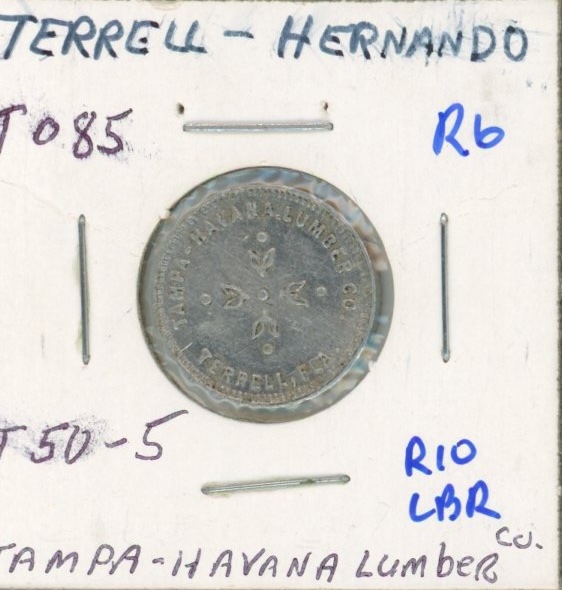 TERRELL - HERNANDO
T085
R6
TAMPA-HAVANA LUMBER CO.
TERRELL, FLA.
T50-5
R10
LBR
TAMPA-HAVANA LUMBER CO.